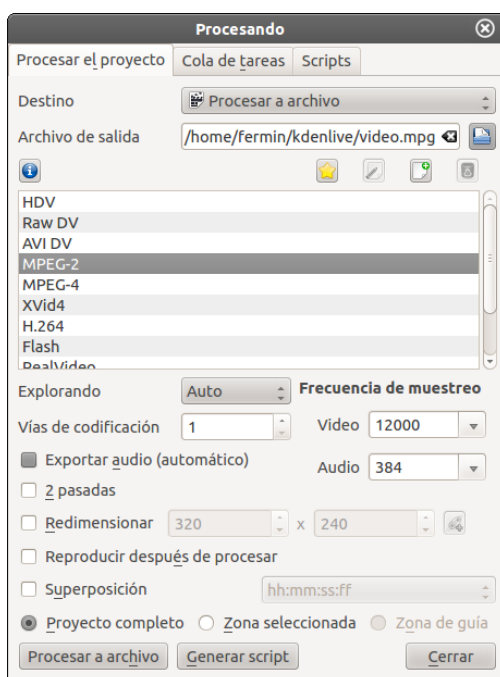 Procesando
Procesar el proyecto Cola de tareas Scripts
Destino Procesar a archivo
Archivo de salida /home/fermin/kdenlive/video.mpg
HDV
Raw DV
AVI DV
MPEG-2
MPEG-4
XVid4
H.264
Flash
RealVideo
Explorando Auto Frecuencia de muestreo
Vías de codificación 1 Video 12000
Exportar audio (automático) Audio 384
2 pasadas
Redimensionar 320 x 240
Reproducir después de procesar
Superposición hh:mm:ss:ff
Proyecto completo Zona seleccionada Zona de guía
Procesar a archivo Generar script Cerrar